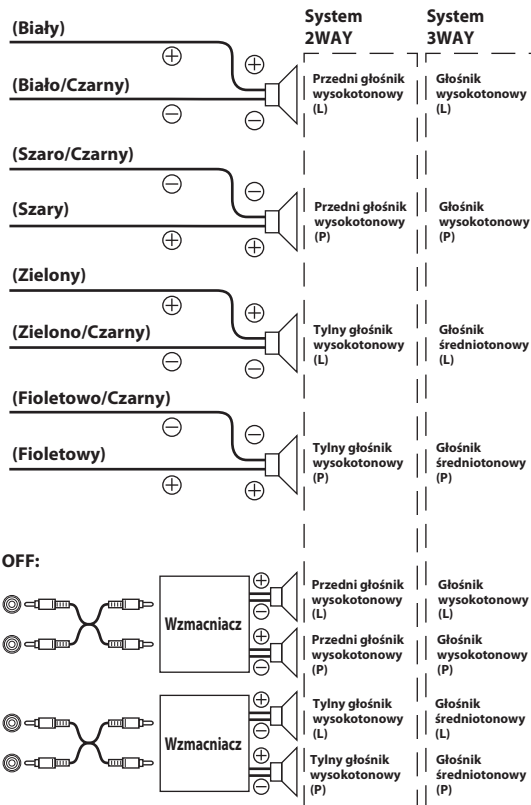 System
2WAY
System
3WAY
(Biały)
(Biało/Czarny)
Przedni głośnik
wysokotonowy
(L)
Głośnik
wysokotonowy
(L)
(Szaro/Czarny)
(Szary)
Przedni głośnik
wysokotonowy
(P)
Głośnik
wysokotonowy
(P)
(Zielony)
(Zielono/Czarny)
Tylny głośnik
wysokotonowy
(L)
Głośnik
średniotonowy
(L)
(Fioletowo/Czarny)
(Fioletowy)
Tylny głośnik
wysokotonowy
(P)
Głośnik
średniotonowy
(P)
OFF:
Wzmacniacz
Przedni głośnik
wysokotonowy
(L)
Głośnik
wysokotonowy
(L)
Przedni głośnik
wysokotonowy
(P)
Głośnik
wysokotonowy
(P)
Wzmacniacz
Tylny głośnik
wysokotonowy
(L)
Głośnik
średniotonowy
(L)
Tylny głośnik
wysokotonowy
(P)
Głośnik
średniotonowy
(P)